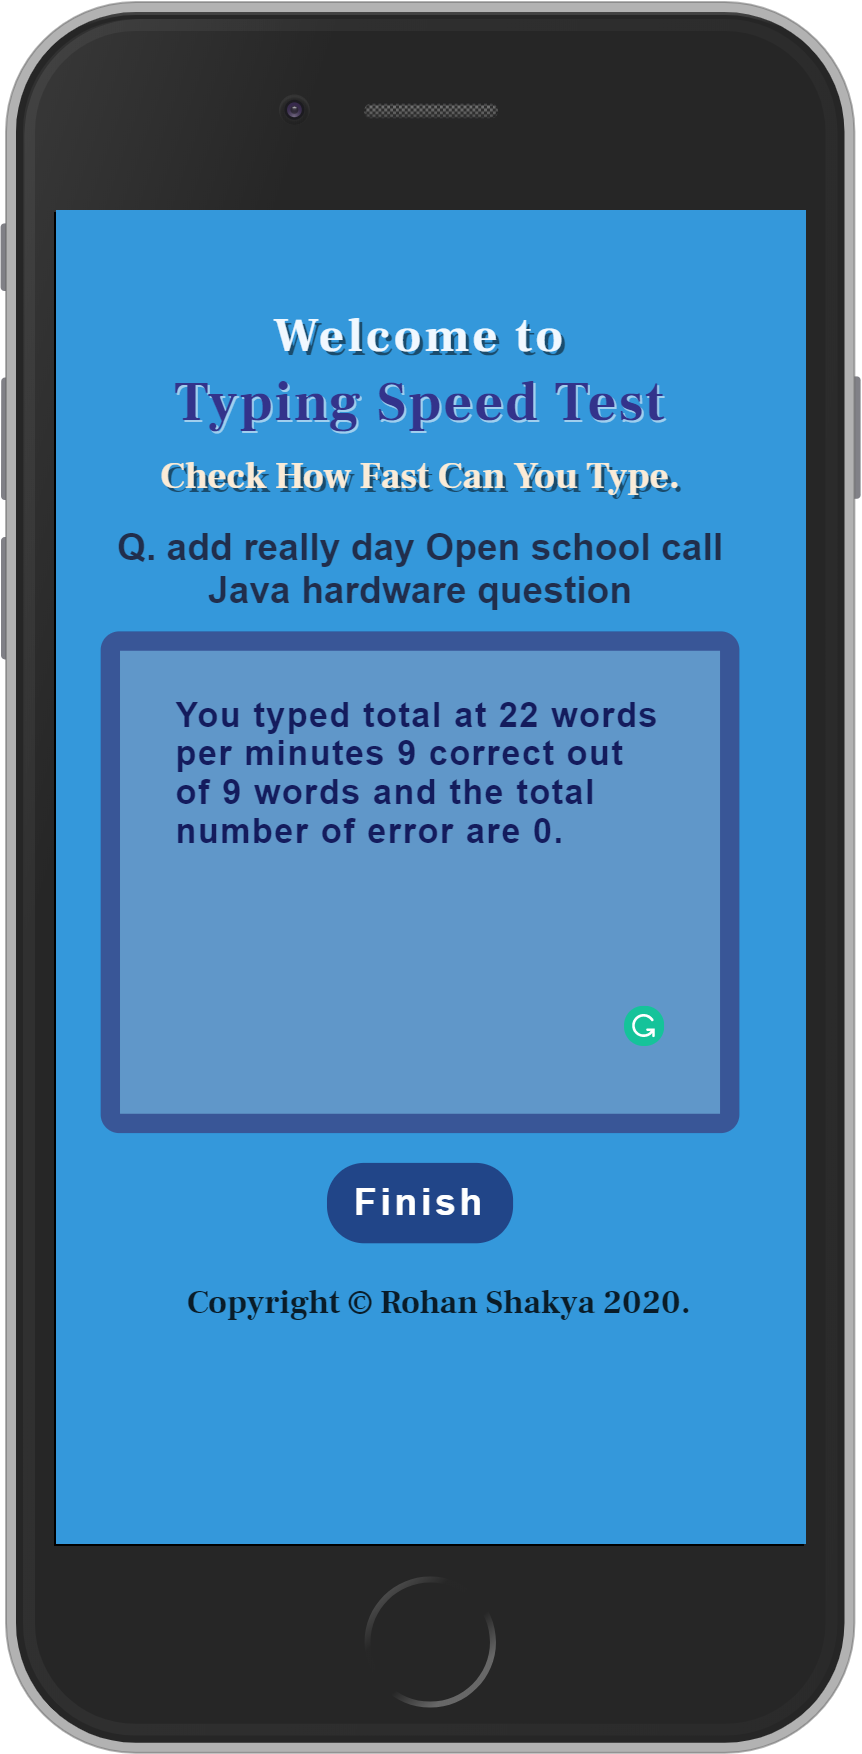 Welcome to
Typing Speed Test
Check How Fast Can You Type.
Q. add really day Open school call
Java hardware question
You typed total at 22 words
per minutes 9 correct out
of 9 words and the total
number of error are 0.
Finish
Copyright © Rohan Shakya 2020.